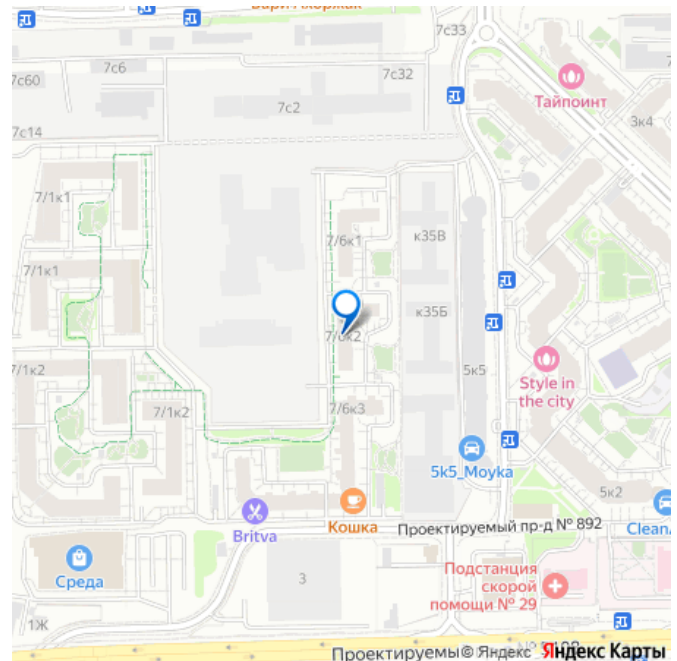 7с33
7с6
7с60
7с32
7с2
7с14
Тайпоинт
3к4
7/1к1
7/6к1
к35В
7/1к1
к35Б
7/6к2
7/1к2
5к5
Style in
the city
7/1к2
7/6к3
5k5_Moyka
5к2
Britva
Кошка
Проектируемый пр-д № 892
Среда
3
Подстанция
скорой
помощи № 29
1Ж
Проектируемы
© Яндекс
Яндекс Карты